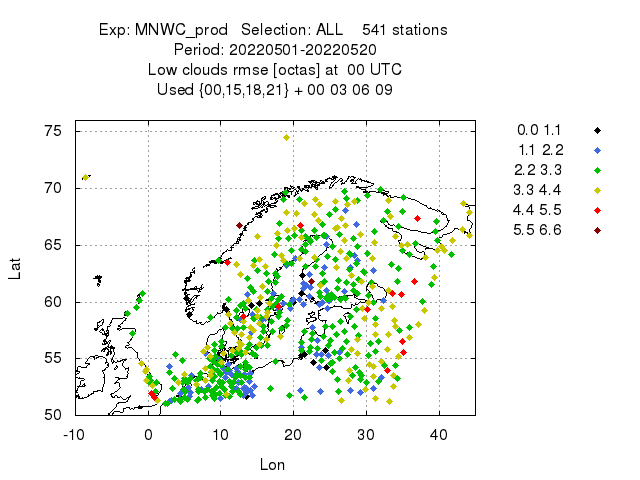 Exp: MNWC_prod Selection: ALL 541 stations
Period: 20220501-20220520
Low clouds rmse [octas] at 00 UTC
Used {00,15,18,21} + 00 03 06 09
0.0 1.1
1.1 2.2
2.2 3.3
3.3 4.4
4.4 5.5
5.5 6.6
75
70
65
60
55
50
Lat
-10 0 10 20 30 40
Lon